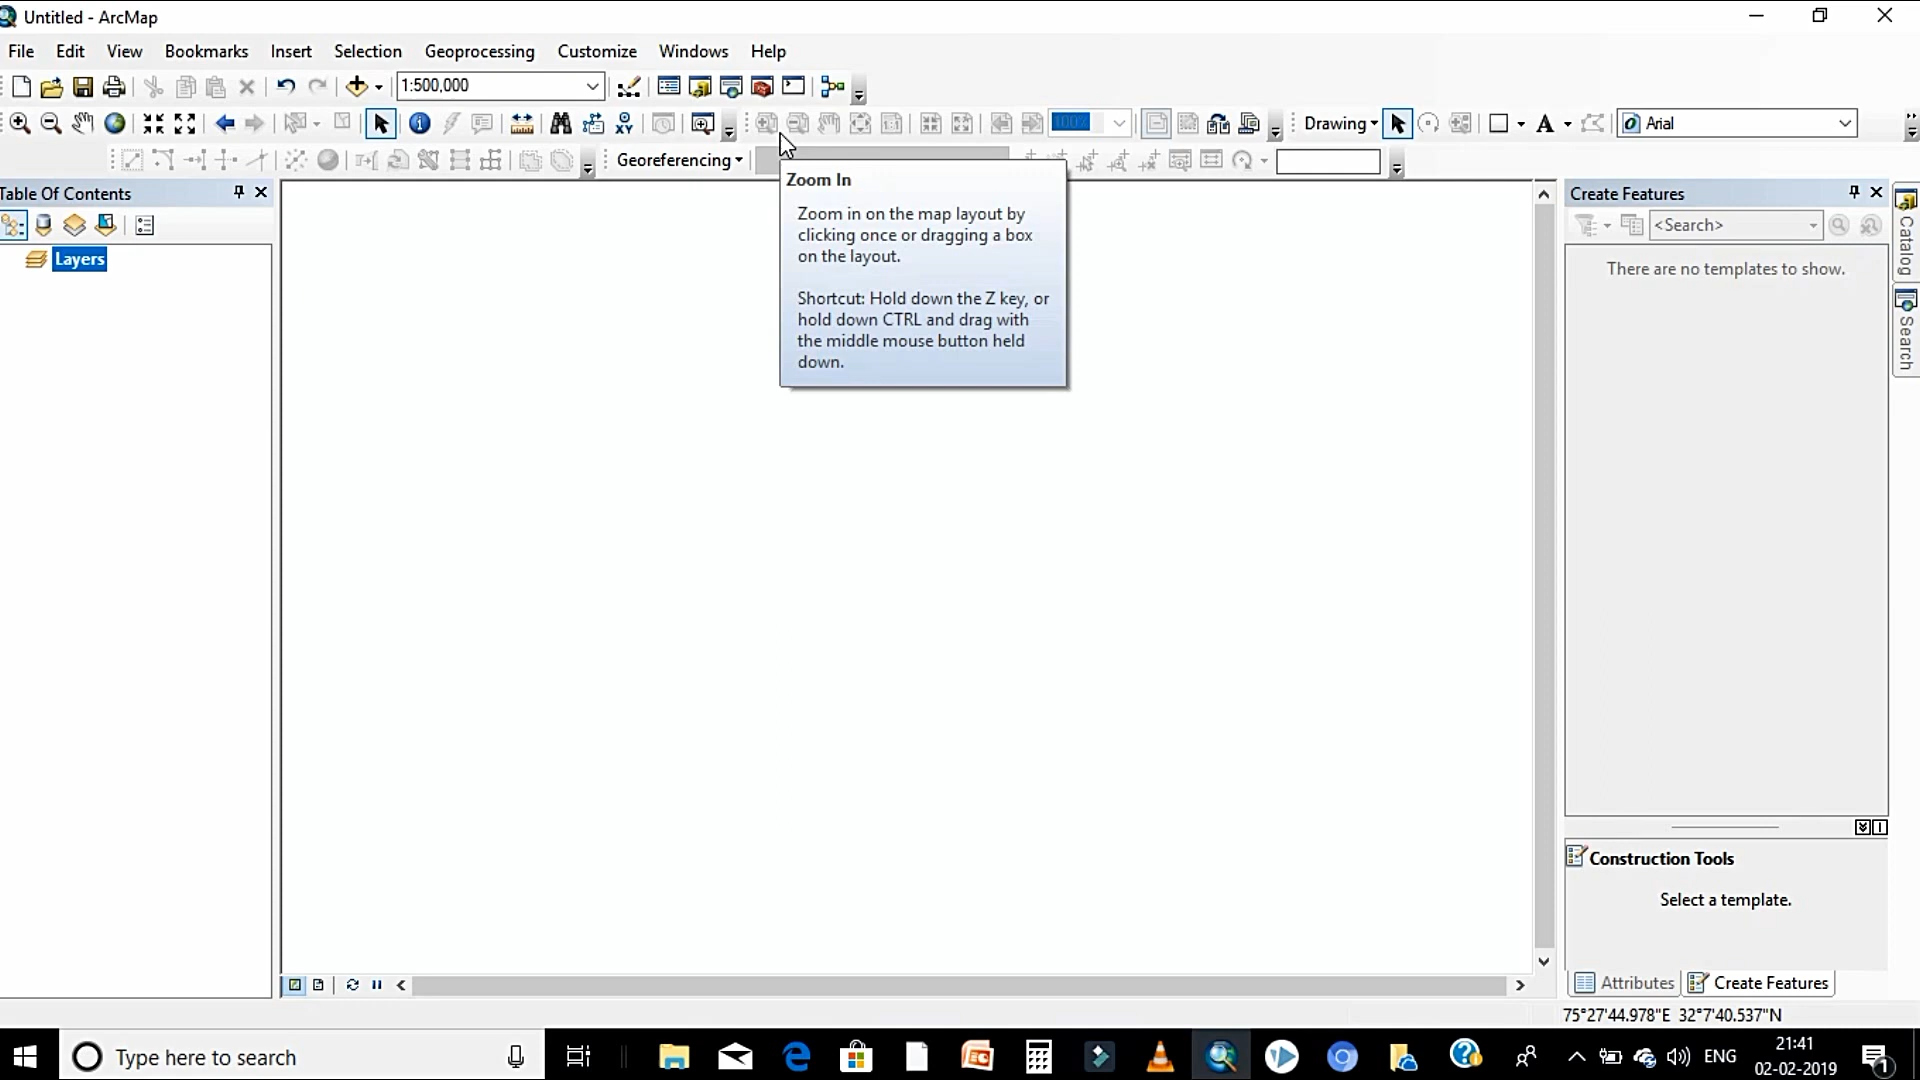 Untitled - ArcMap
File Edit View Bookmarks Insert Selection Geoprocessing Customize Windows Help
1:500,000
100% Drawing A Arial
Georeferencing
Table Of Contents
Layers
Zoom In
Zoom in on the map layout by
clicking once or dragging a box
on the layout.
Shortcut: Hold down the Z key, or
hold down CTRL and drag with
the middle mouse button held
down.
Create Features
<Search>
There are no templates to show.
Catalog
Search
Construction Tools
Select a template.
Attributes Create Features
75°27'44.978"E 32°7'40.537"N
Type here to search
ENG
21:41
02-02-2019
1